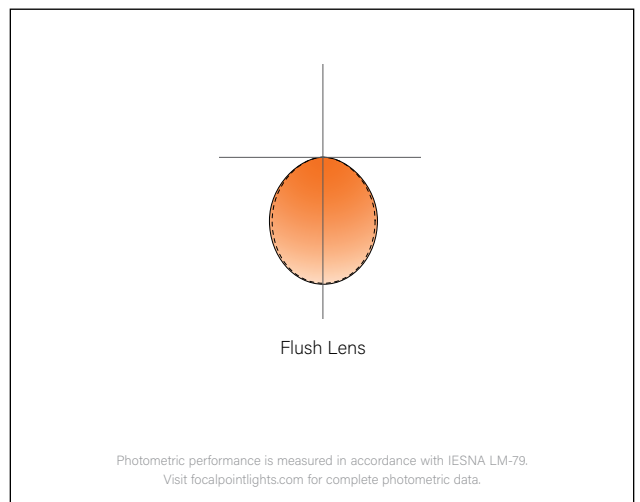 Flush Lens
Photometric performance is measured in accordance with IESNA LM-79.
Visit focalpointlights.com for complete photometric data.